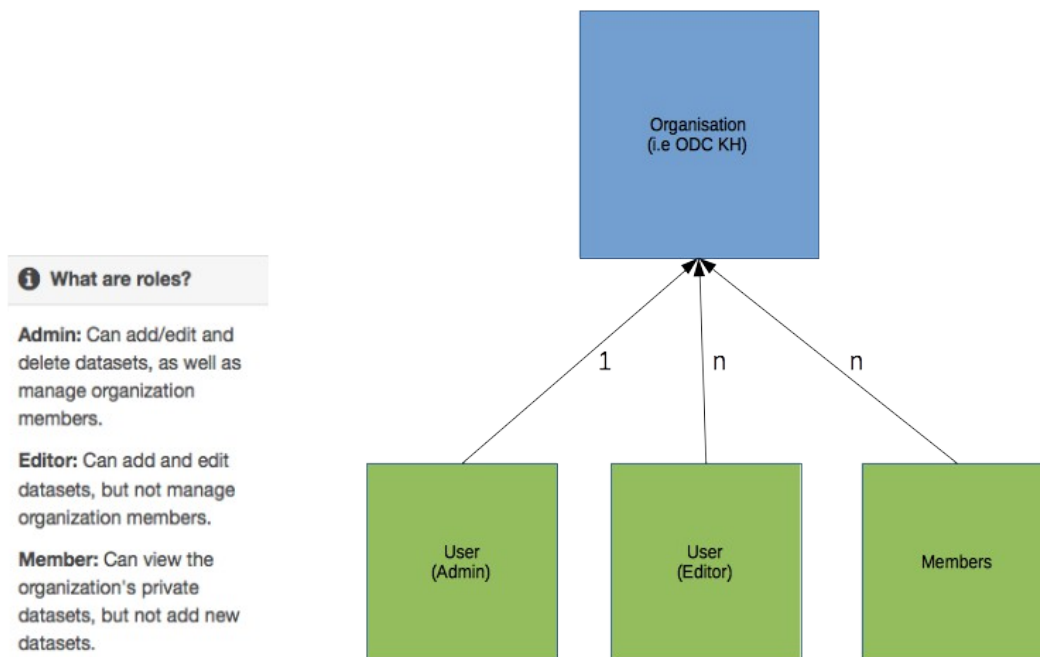 Organisation
(i.e ODC KH)
What are roles?
Admin: Can add/edit and
delete datasets, as well as
manage organization
members.
Editor: Can add and edit
datasets, but not manage
organization members.
Member: Can view the
organization's private
datasets, but not add new
datasets.
1
n
n
User
(Admin)
User
(Editor)
Members